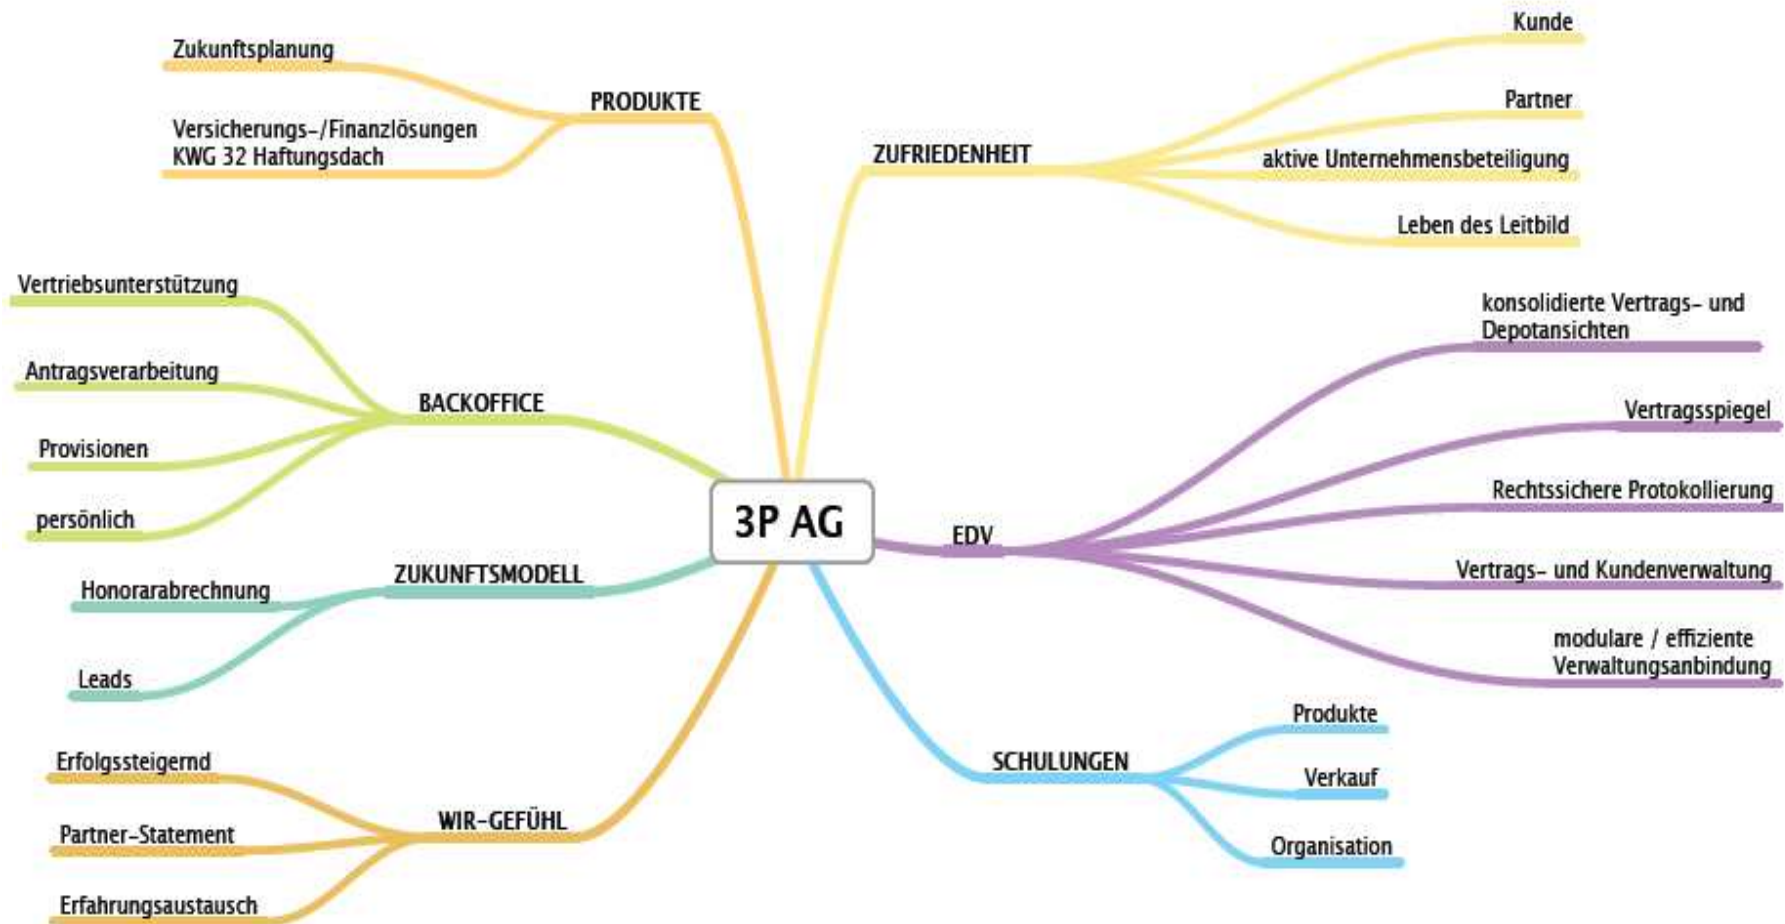 3P AG
PRODUKTE
Zukunftsplanung
Versicherungs-/Finanzlösungen
KWG 32 Haftungsdach
BACKOFFICE
Vertriebsunterstützung
Antragsverarbeitung
Provisionen
persönlich
ZUKUNFTSMODELL
Honorarabrechnung
Leads
WIR-GEFÜHL
Erfolgssteigernd
Partner-Statement
Erfahrungsaustausch
ZUFRIEDENHEIT
Kunde
Partner
aktive Unternehmensbeteiligung
Leben des Leitbild
EDV
konsolidierte Vertrags- und
Depotansichten
Vertragsspiegel
Rechtssichere Protokollierung
Vertrags- und Kundenverwaltung
modulare / effiziente
Verwaltungsanbindung
SCHULUNGEN
Produkte
Verkauf
Organisation